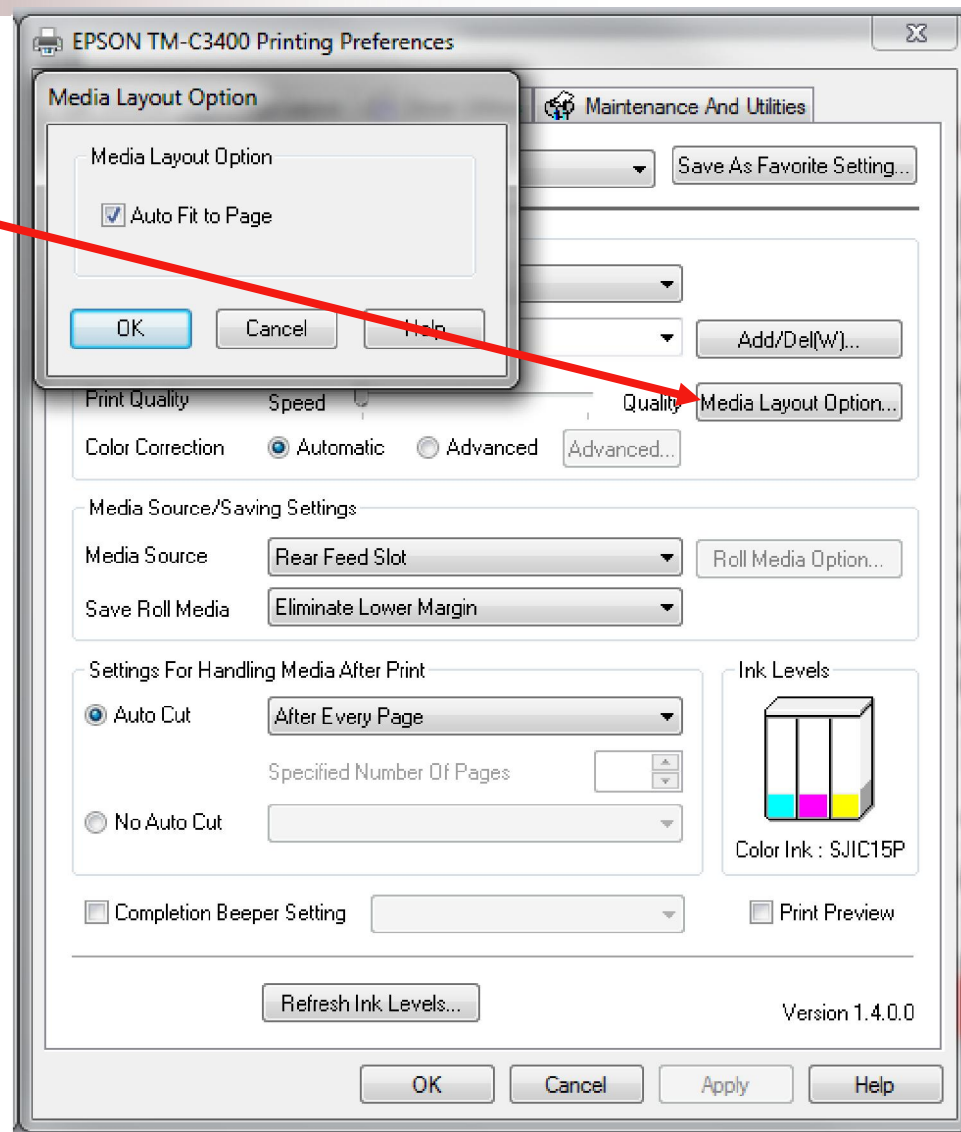 EPSON TM-C3400 Printing Preferences
Media Layout Option
Maintenance And Utilities
Media Layout Option
Save As Favorite Setting...
Auto Fit to Page
OK Cancel Help
Add/Del(W)...
Print Quality Speed Quality Media Layout Option...
Color Correction Automatic Advanced Advanced...
Media Source/Saving Settings
Media Source Rear Feed Slot Roll Media Option...
Save Roll Media Eliminate Lower Margin
Settings For Handling Media After Print Ink Levels
Auto Cut After Every Page
Specified Number Of Pages
No Auto Cut
Color Ink : SJIC15P
Completion Beeper Setting Print Preview
Refresh Ink Levels...
Version 1.4.0.0
OK Cancel Apply Help